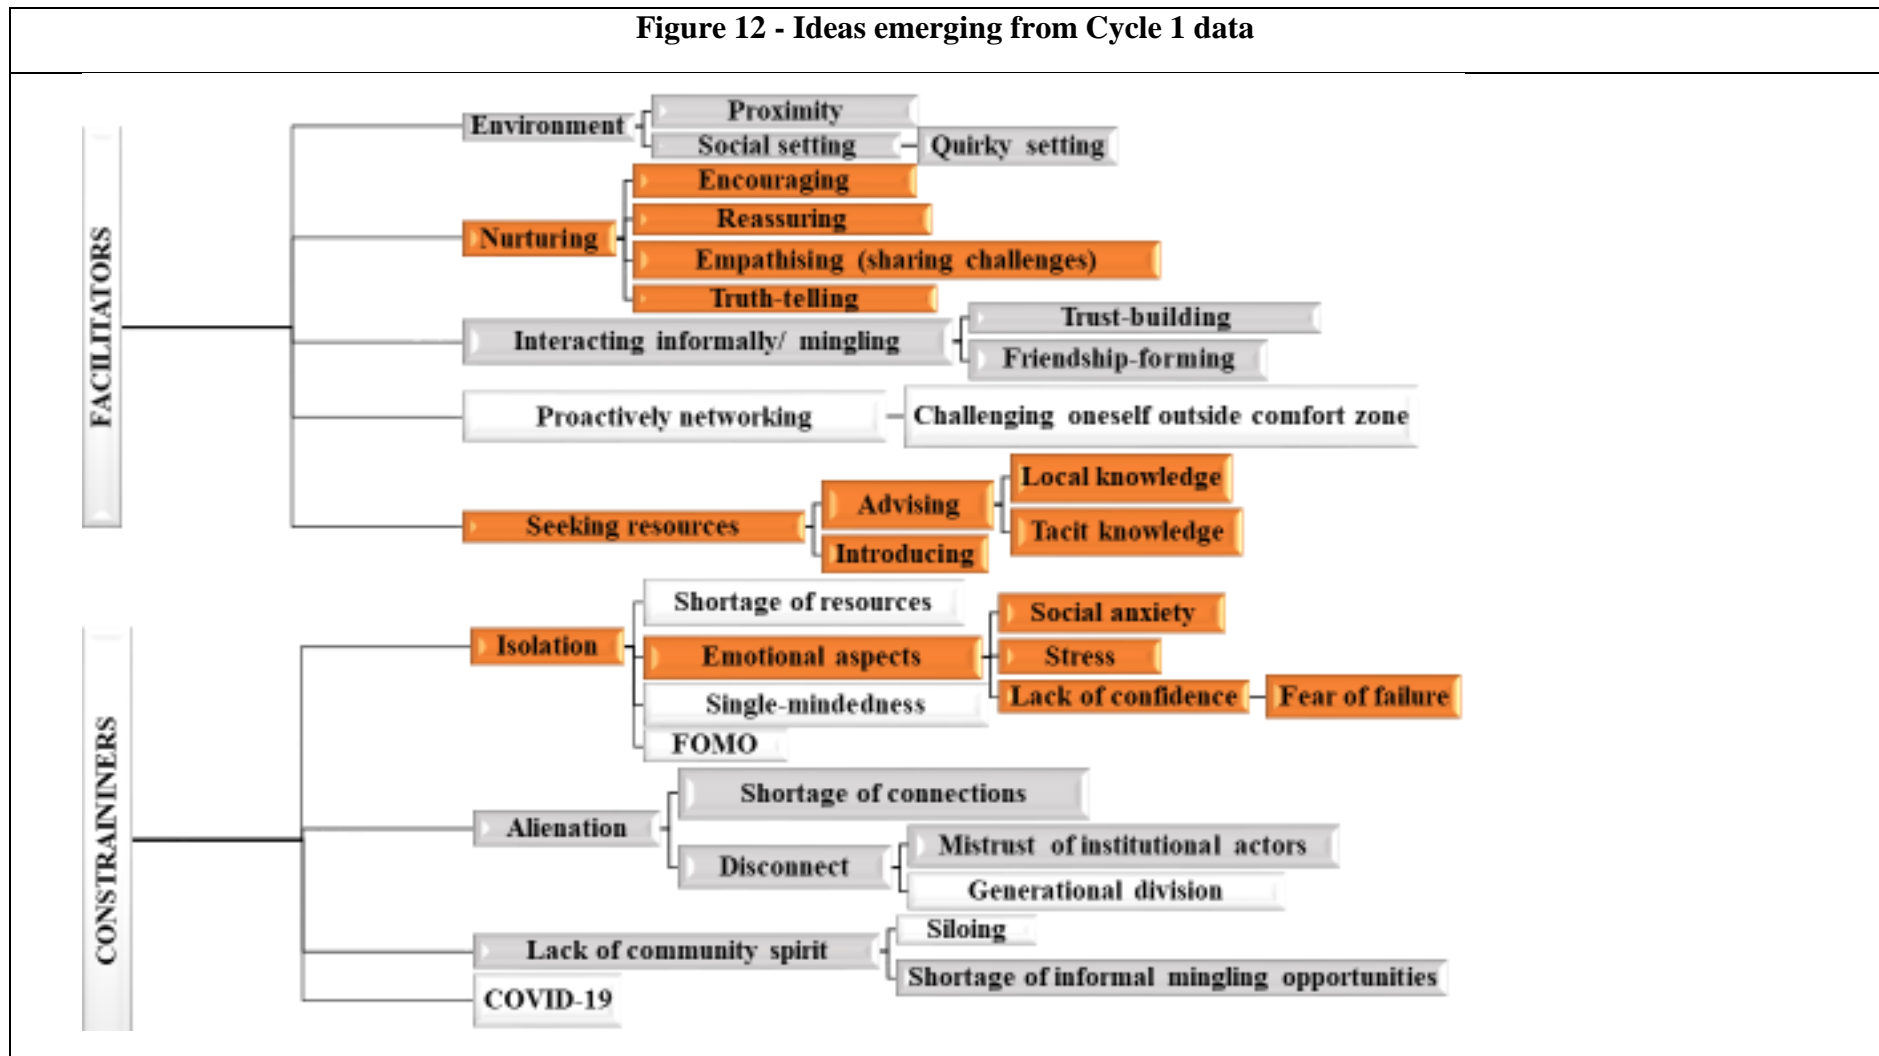 Figure 12 - Ideas emerging from Cycle 1 data
FACILITATORS
Environment
Proximity
Social setting
Quirky setting
Nurturing
Encouraging
Reassuring
Empathising (sharing challenges)
Truth-telling
Interacting informally/ mingling
Trust-building
Friendship-forming
Proactively networking
Challenging oneself outside comfort zone
Seeking resources
Advising
Local knowledge
Tacit knowledge
Introducing
CONSTRAININERS
Isolation
Shortage of resources
Emotional aspects
Social anxiety
Stress
Lack of confidence
Fear of failure
Single-mindedness
FOMO
Alienation
Shortage of connections
Disconnect
Mistrust of institutional actors
Generational division
Lack of community spirit
Siloing
Shortage of informal mingling opportunities
COVID-19